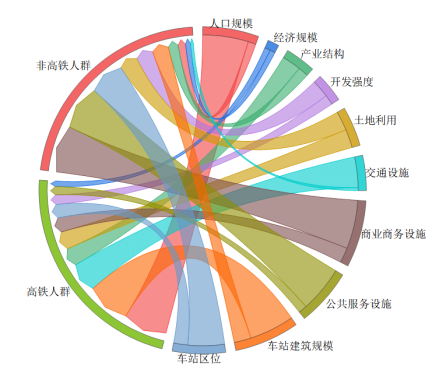 人口规模
经济规模
产业结构
开发强度
土地利用
交通设施
商业商务设施
公共服务设施
车站建筑规模
车站区位
高铁人群
非高铁人群